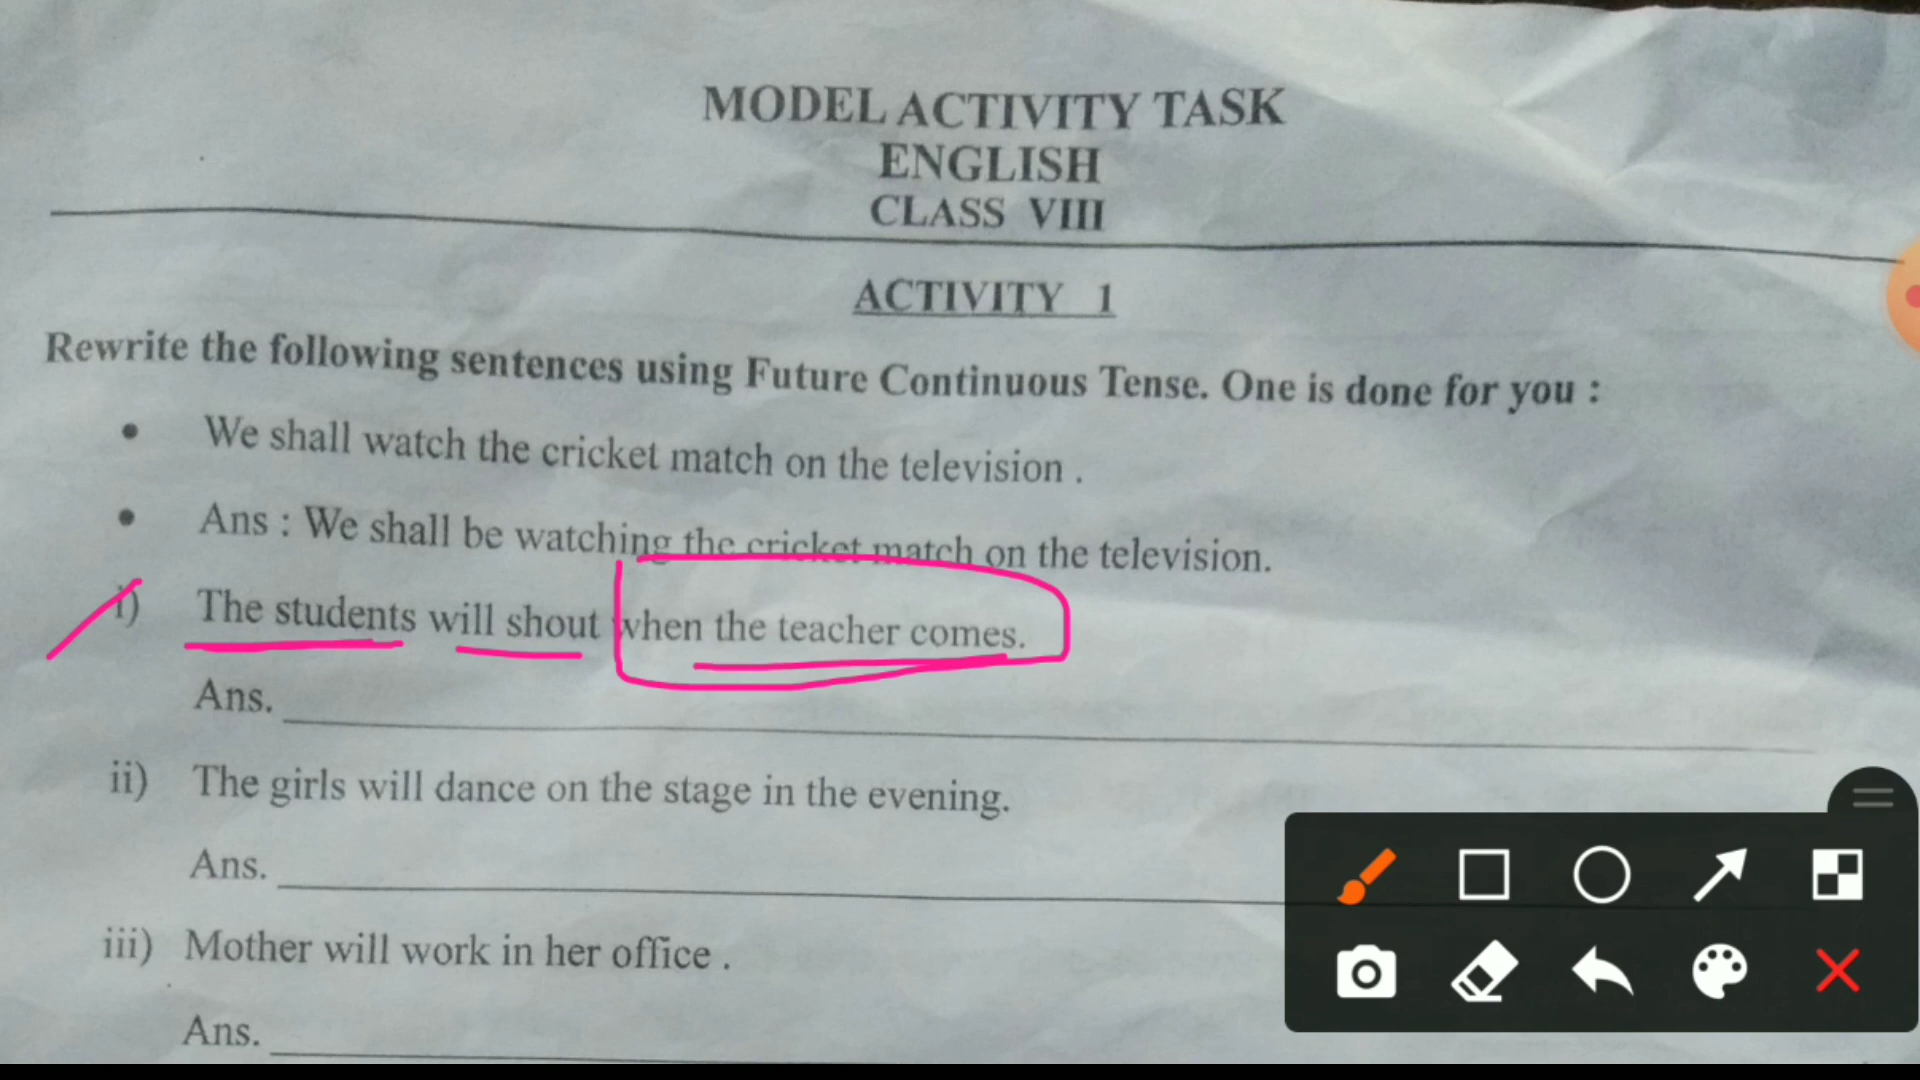 MODEL ACTIVITY TASK
ENGLISH
CLASS VIII
ACTIVITY 1
Rewrite the following sentences using Future Continuous Tense. One is done for you :
• We shall watch the cricket match on the television .
• Ans : We shall be watching the cricket match on the television.
i) The students will shout when the teacher comes.
Ans.
ii) The girls will dance on the stage in the evening.
Ans.
iii) Mother will work in her office .
Ans.